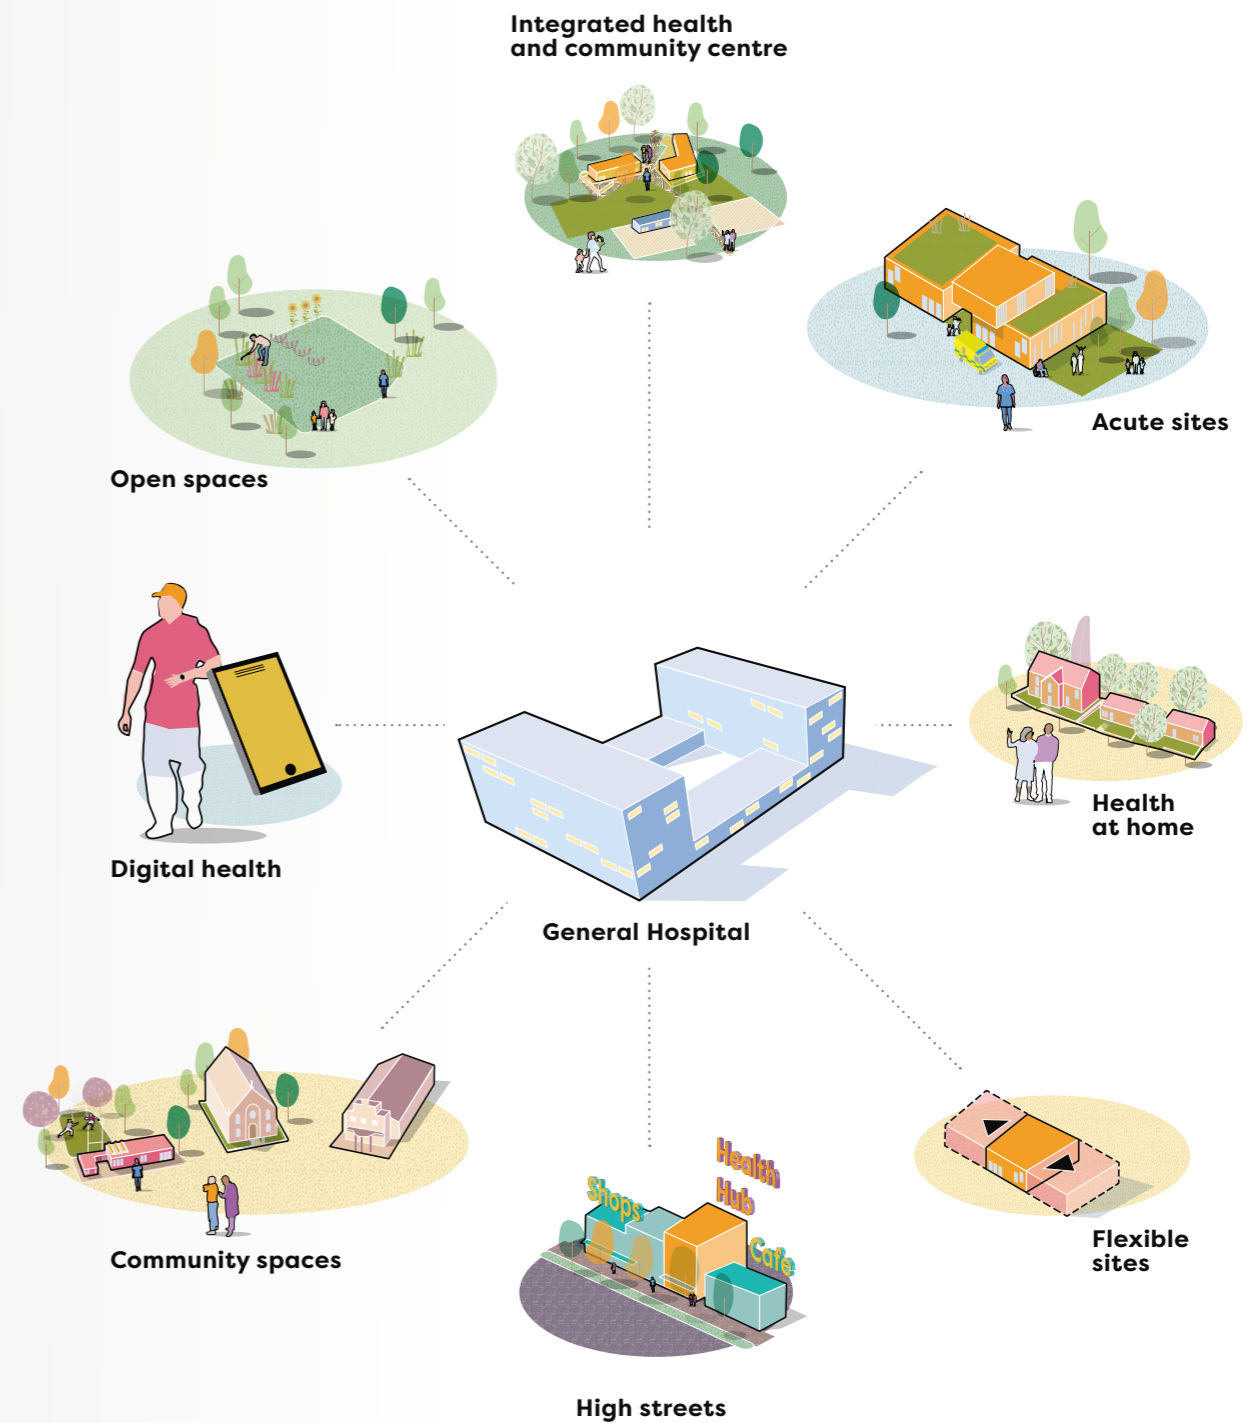 Integrated health
and community centre
Acute sites
Open spaces
Health
at home
Digital health
General Hospital
Health
Hub
Shops
Cafe
Flexible
sites
Community spaces
High streets